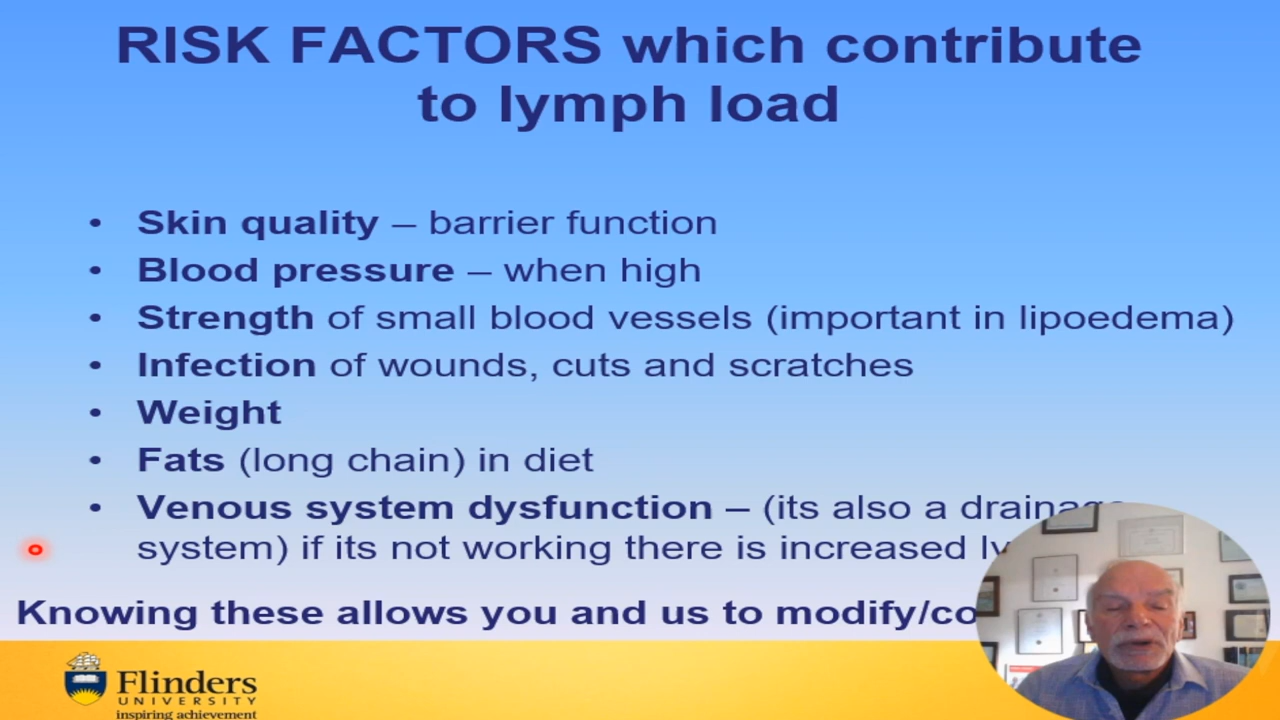 RISK FACTORS which contribute
to lymph load
• Skin quality – barrier function
• Blood pressure – when high
• Strength of small blood vessels (important in lipoedema)
• Infection of wounds, cuts and scratches
• Weight
• Fats (long chain) in diet
• Venous system dysfunction – (its also a drainage
system) if its not working there is increased
Knowing these allows you and us to
Flinders
UNIVERSITY
inspiring achievement